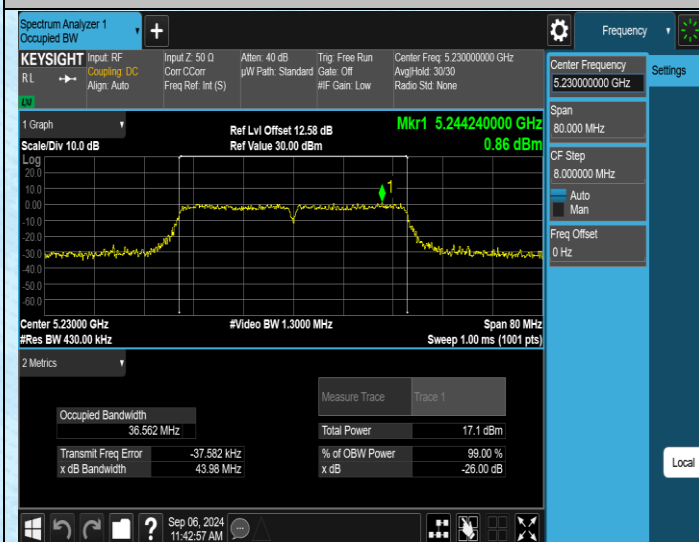 Spectrum Analyzer 1
Occupied BW
Frequency
KEYSIGHT
R L
LXI
Input: RF
Coupling: DC
Align: Auto
Input Z: 50 Ω
Corr CCorr
Freq Ref: Int (S)
Atten: 40 dB
µW Path: Standard
Trig: Free Run
Gate: Off
#IF Gain: Low
Center Freq: 5.230000000 GHz
Avg|Hold: 30/30
Radio Std: None
Center Frequency
5.230000000 GHz
Settings
Span
80.000 MHz
CF Step
8.000000 MHz
Auto
Man
Freq Offset
0 Hz
Local
1 Graph
Scale/Div 10.0 dB
Ref Lvl Offset 12.58 dB
Ref Value 30.00 dBm
Mkr1 5.244240000 GHz
0.86 dBm
Log
20.0
10.0
0.00
-10.0
-20.0
-30.0
-40.0
-50.0
-60.0
1
Center 5.23000 GHz
#Res BW 430.00 kHz
#Video BW 1.3000 MHz
Span 80 MHz
Sweep 1.00 ms (1001 pts)
2 Metrics
Measure Trace
Trace 1
Occupied Bandwidth
36.562 MHz
Total Power
17.1 dBm
Transmit Freq Error
-37.582 kHz
% of OBW Power
99.00 %
x dB Bandwidth
43.98 MHz
x dB
-26.00 dB
?
Sep 06, 2024
11:42:57 AM